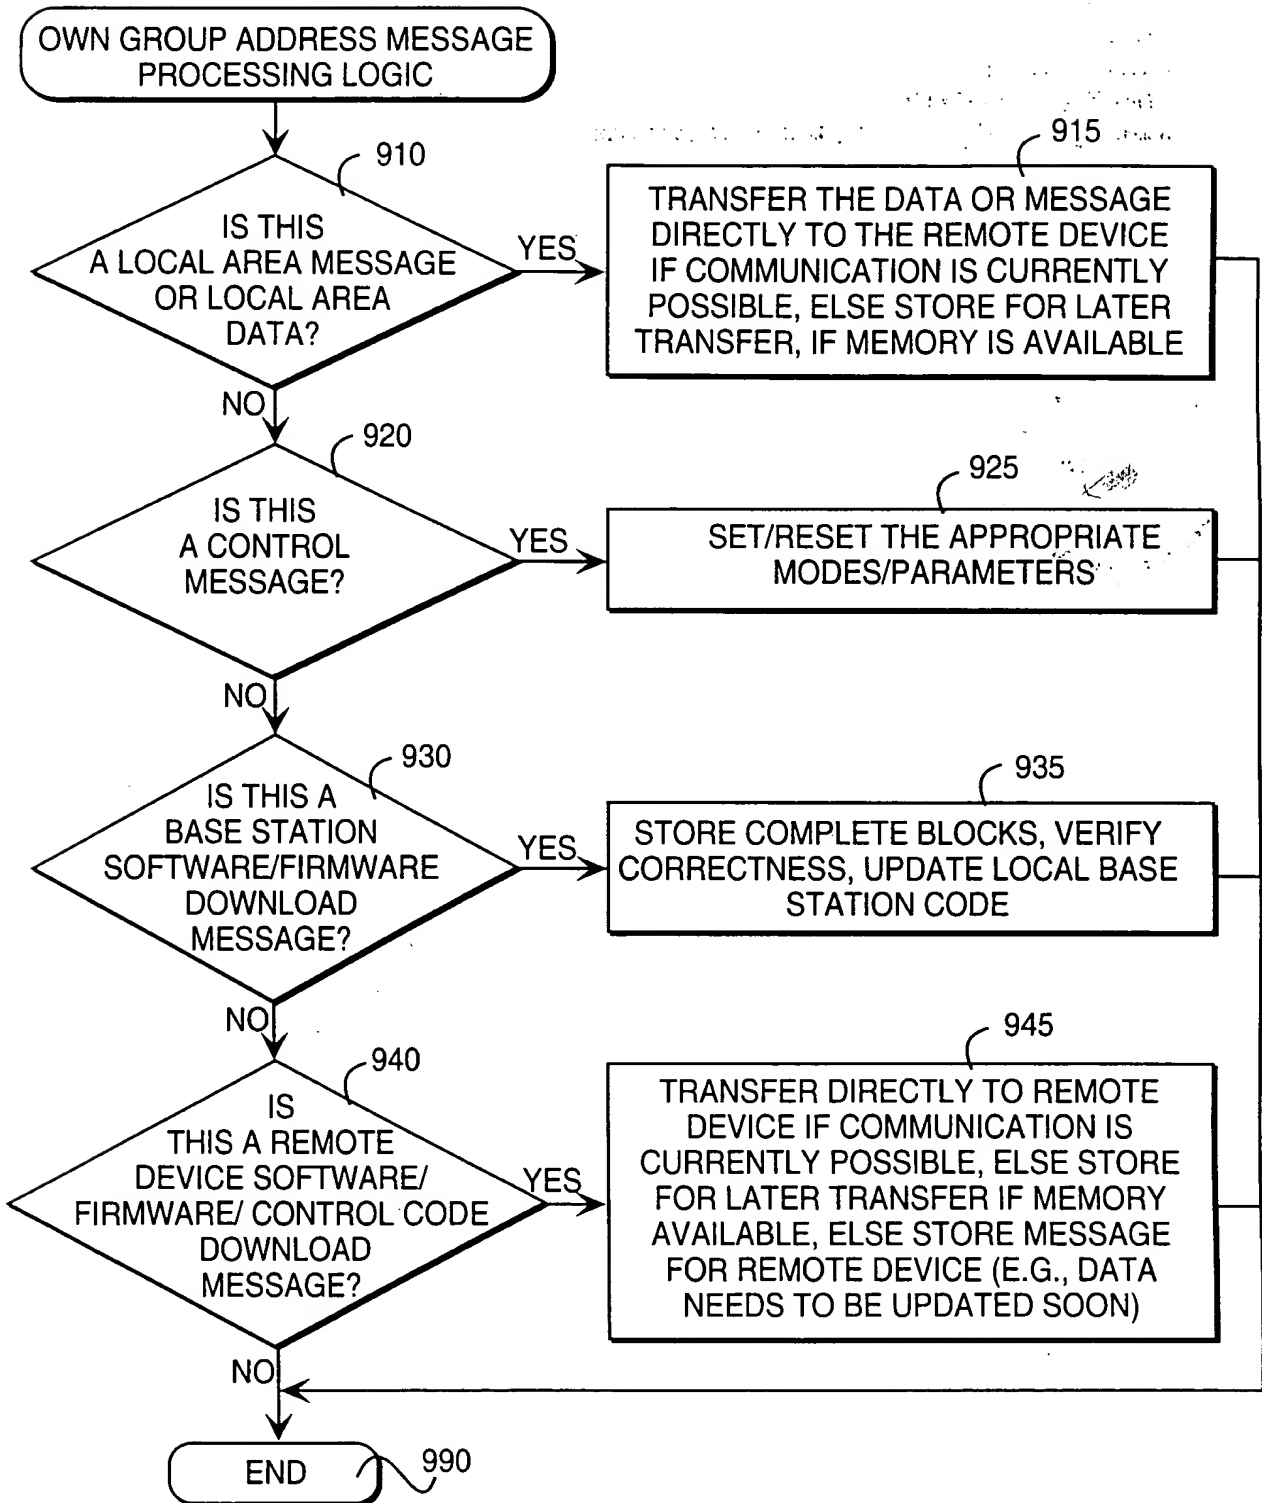 OWN GROUP ADDRESS MESSAGE
PROCESSING LOGIC
910
IS THIS
A LOCAL AREA MESSAGE
OR LOCAL AREA
DATA?
YES
915
TRANSFER THE DATA OR MESSAGE
DIRECTLY TO THE REMOTE DEVICE
IF COMMUNICATION IS CURRENTLY
POSSIBLE, ELSE STORE FOR LATER
TRANSFER, IF MEMORY IS AVAILABLE
NO
920
IS THIS
A CONTROL
MESSAGE?
YES
925
SET/RESET THE APPROPRIATE
MODES/PARAMETERS
NO
930
IS THIS A
BASE STATION
SOFTWARE/FIRMWARE
DOWNLOAD
MESSAGE?
YES
935
STORE COMPLETE BLOCKS, VERIFY
CORRECTNESS, UPDATE LOCAL BASE
STATION CODE
NO
940
IS
THIS A REMOTE
DEVICE SOFTWARE/
FIRMWARE/ CONTROL CODE
DOWNLOAD
MESSAGE?
YES
945
TRANSFER DIRECTLY TO REMOTE
DEVICE IF COMMUNICATION IS
CURRENTLY POSSIBLE, ELSE STORE
FOR LATER TRANSFER IF MEMORY
AVAILABLE, ELSE STORE MESSAGE
FOR REMOTE DEVICE (E.G., DATA
NEEDS TO BE UPDATED SOON)
NO
END
990